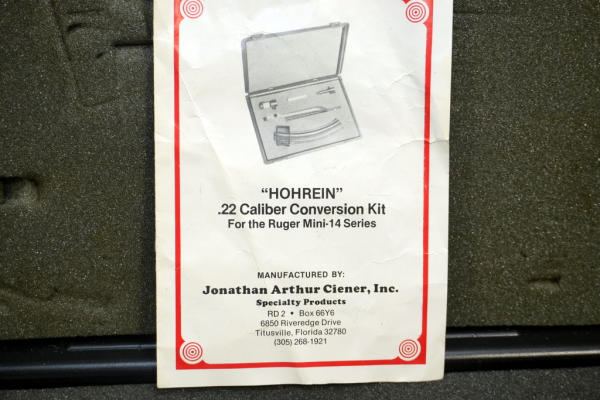 "HOHREIN"
.22 Caliber Conversion Kit
For the Ruger Mini-14 Series
MANUFACTURED BY:
Jonathan Arthur Ciener, Inc.
Specialty Products
RD 2 • Box 66Y6
6850 Riveredge Drive
Titusville, Florida 32780
(305) 268-1921